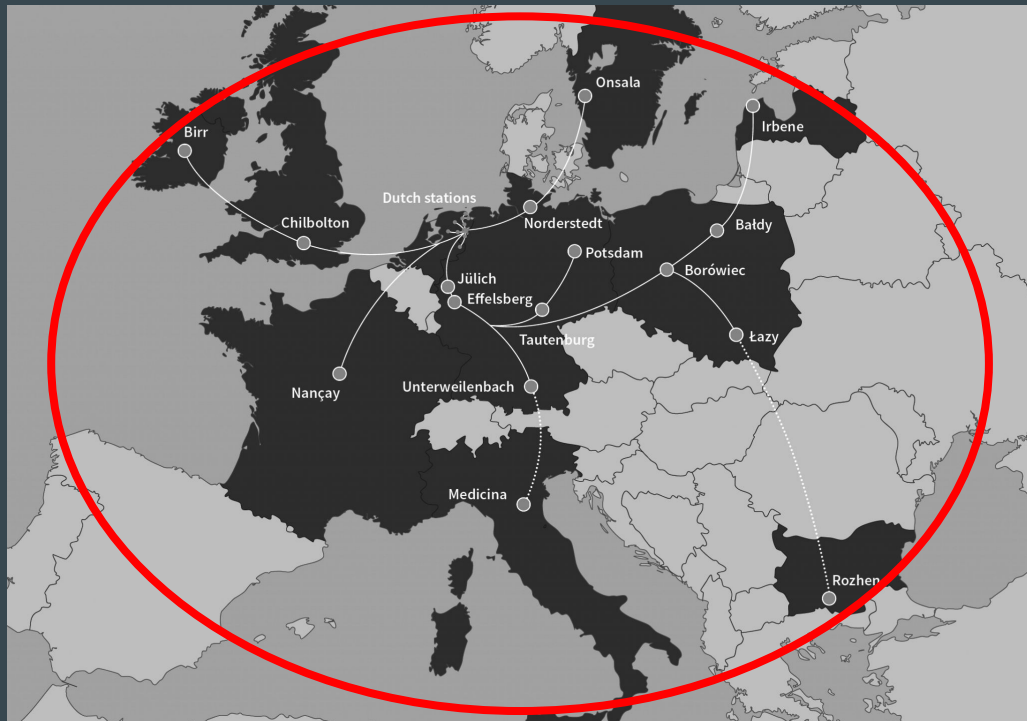 Onsala
Irbene
Birr
Dutch stations
Chilbolton
Norderstedt
Bałdy
Potsdam
Borówiec
Jülich
Effelsberg
Tautenburg
Łazy
Nançay
Unterweilenbach
Medicina
Rozhen